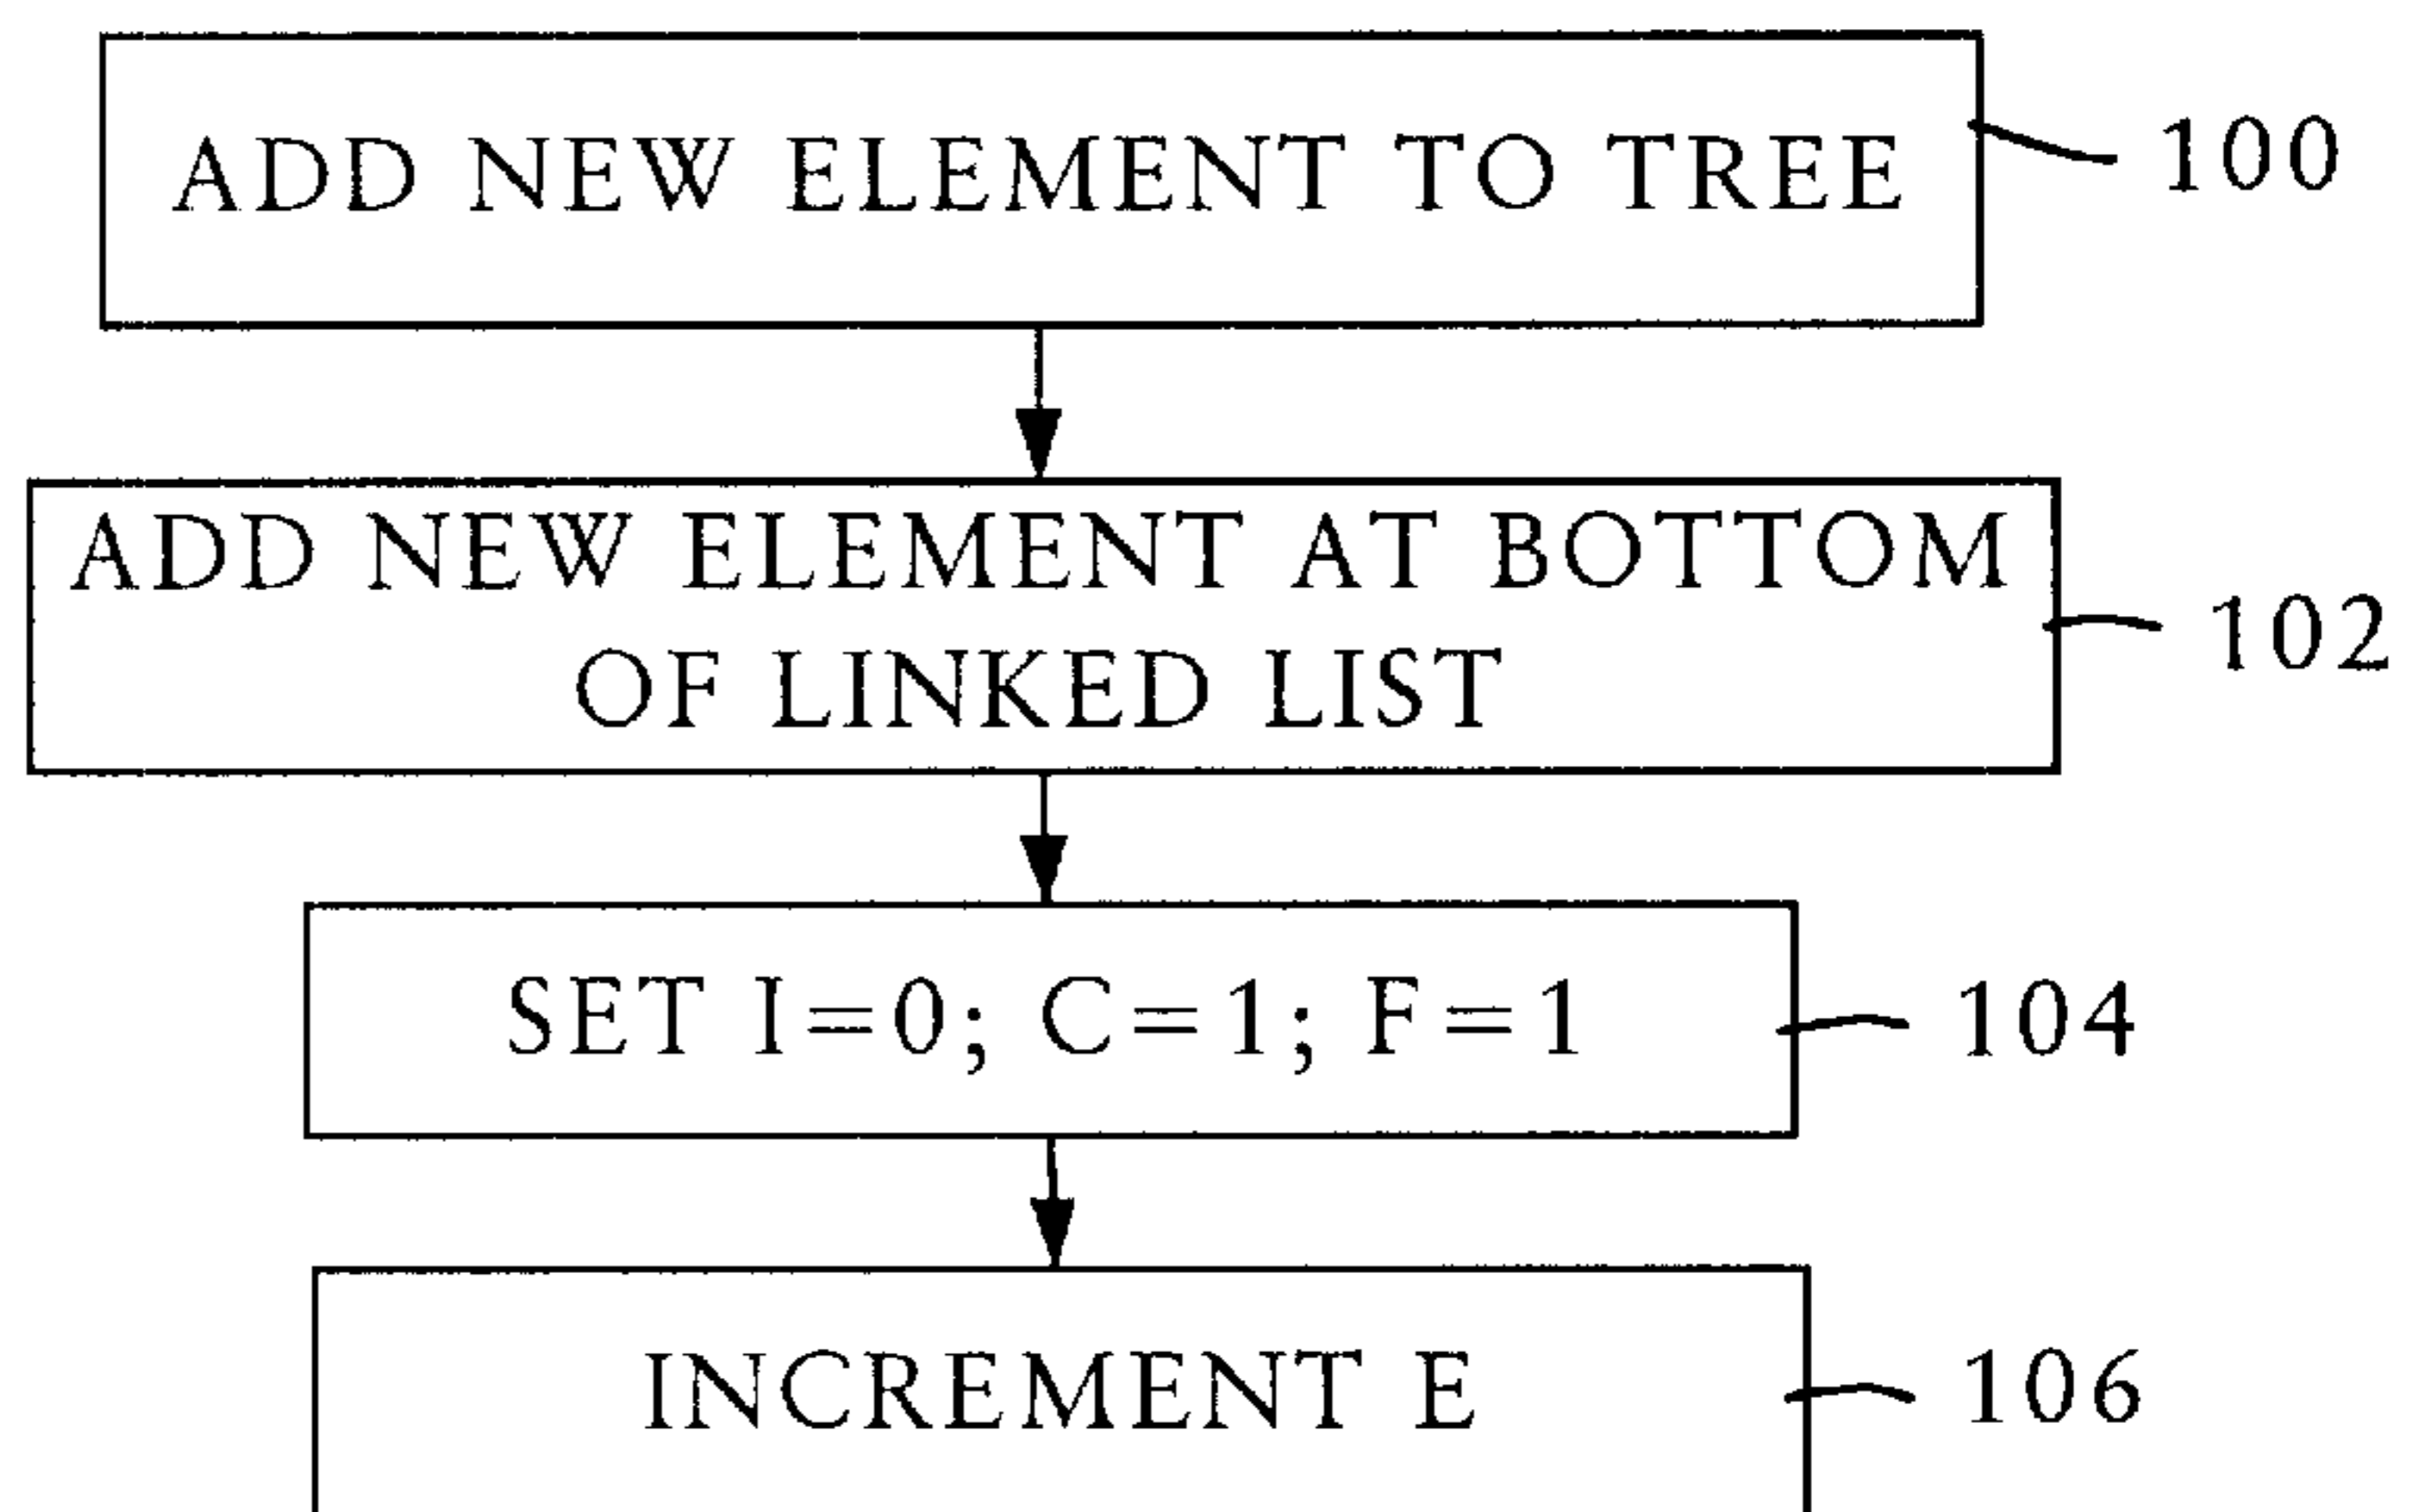 ADD NEW ELEMENT TO TREE
100
ADD NEW ELEMENT AT BOTTOM
OF LINKED LIST
102
SET I=0; C=1; F=1
104
INCREMENT E
106